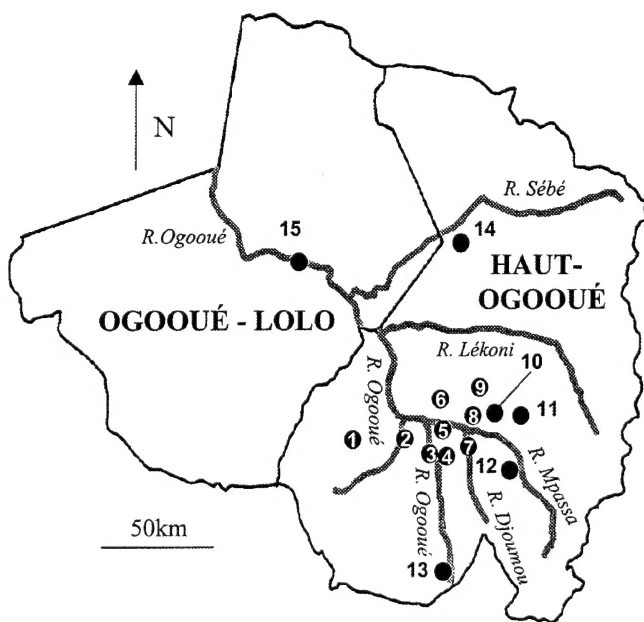 N
R. Sébé
R.Ogooué
15
14
HAUT-
OGOOUÉ
OGOOUÉ - LOLO
R. Lékoni
10
R. Ogooué
9
6
8
11
5
1
2
3
4
7
12
R. Mpassa
R. Ogooué
R. Djoumou
50km
13